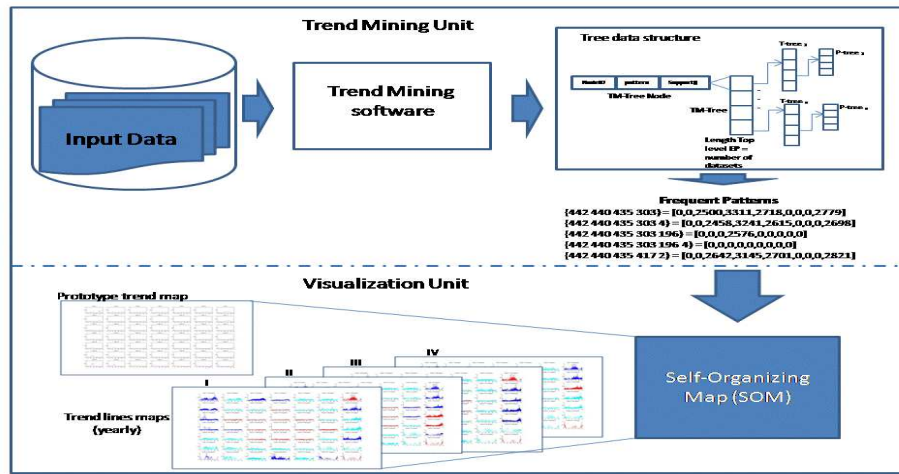 Trend Mining Unit
Input Data
Trend Mining
software
Tree data structure
NodeID pattern Support[]
TM-Tree Node
TM-Tree
T-tree
P-tree
T-tree
P-tree
Length Top
level EP =
number of
datasets
Frequent Patterns
{442 440 435 303} = [0,0,2500,3311,2718,0,0,0,2779]
{442 440 435 303 4} = [0,0,2458,3241,2615,0,0,0,2698]
{442 440 435 303 196} = [0,0,0,2576,0,0,0,0,0]
{442 440 435 303 196 4} = [0,0,0,0,0,0,0,0,0]
{442 440 435 417 2} = [0,0,2642,3145,2701,0,0,0,2821]
Visualization Unit
Prototype trend map
I
II
III
IV
Trend lines maps
(yearly)
Self-Organizing
Map (SOM)